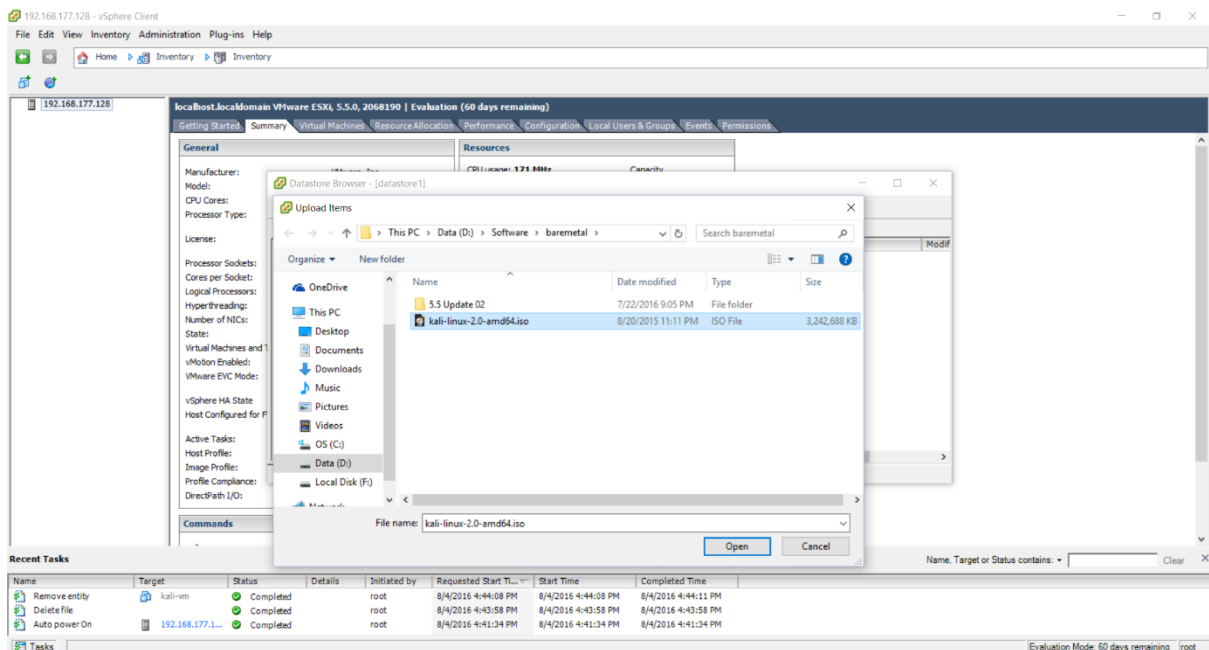 192.168.177.128 - vSphere Client
File Edit View Inventory Administration Plug-ins Help
Home Inventory Inventory
192.168.177.128
localhost.localdomain VMware ESXi, 5.5.0, 2068190 | Evaluation (60 days remaining)
Getting Started Summary Virtual Machines Resource Allocation Performance Configuration Local Users & Groups Events Permissions
General
Resources
Manufacturer:
CPU usage: 171 MHz
Capacity
Model:
CPU Cores:
Processor Type:
License:
Processor Sockets:
Cores per Socket:
Logical Processors:
Hyperthreading:
Number of NICs:
State:
Virtual Machines and T
vMotion Enabled:
VMware EVC Mode:
vSphere HA State
Host Configured for F
Active Tasks:
Host Profile:
Image Profile:
Profile Compliance:
DirectPath I/O:
Commands
Datastore Browser - [datastore1]
Modif
Upload Items
This PC > Data (D:) > Software > baremetal >
Search baremetal
Organize
New folder
OneDrive
This PC
Desktop
Documents
Downloads
Music
Pictures
Videos
OS (C:)
Data (D:)
Local Disk (F:)
Network
Name Date modified Type Size
5.5 Update 02 7/22/2016 9:05 PM File folder
kali-linux-2.0-amd64.iso 8/20/2015 11:11 PM ISO File 3,242,688 KB
File name: kali-linux-2.0-amd64.iso
Open Cancel
Recent Tasks
Name, Target or Status contains:
Clear
Name Target Status Details Initiated by Requested Start Ti... Start Time Completed Time
Remove entity kali-vm Completed root 8/4/2016 4:44:08 PM 8/4/2016 4:44:08 PM 8/4/2016 4:44:11 PM
Delete file Completed root 8/4/2016 4:43:58 PM 8/4/2016 4:43:58 PM 8/4/2016 4:43:58 PM
Auto power On 192.168.177.1... Completed root 8/4/2016 4:41:34 PM 8/4/2016 4:41:34 PM 8/4/2016 4:41:34 PM
Tasks
Evaluation Mode: 60 days remaining root